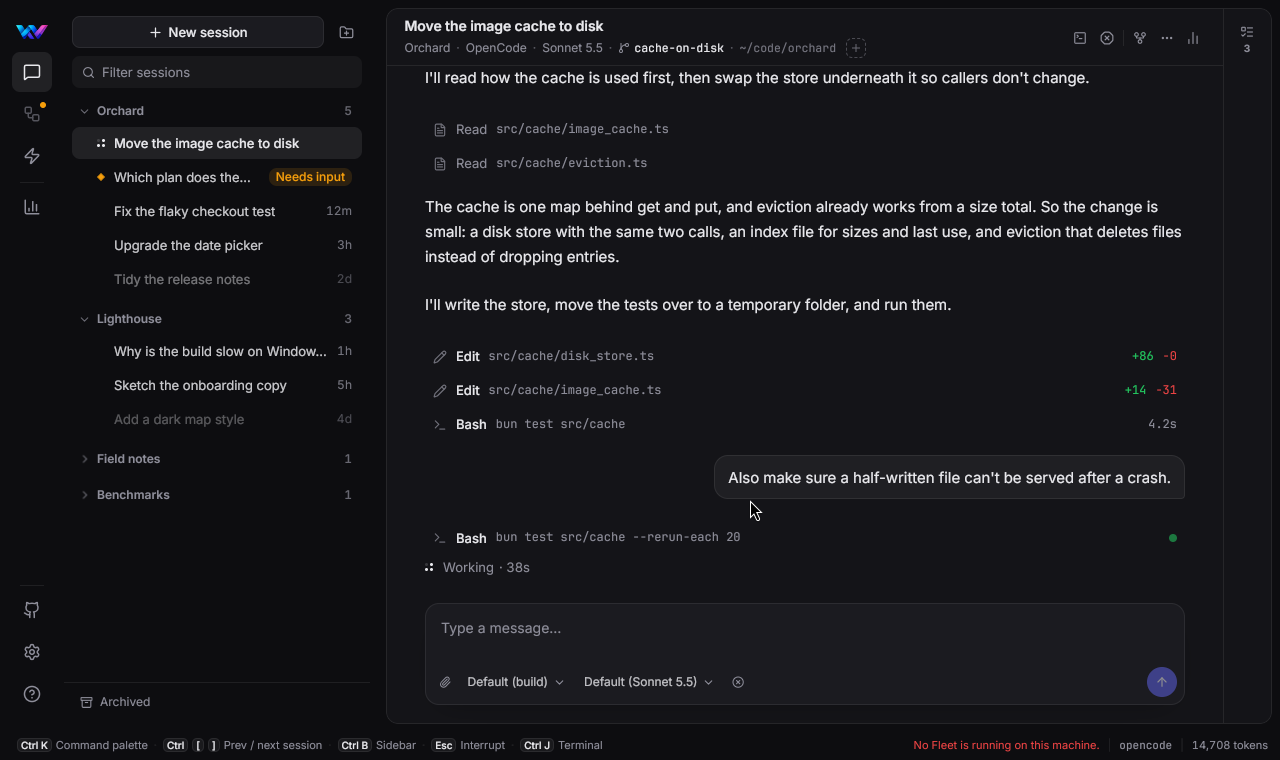 New session
Filter sessions
Orchard 5
Move the image cache to disk
Which plan does the... Needs input
Fix the flaky checkout test 12m
Upgrade the date picker 3h
Tidy the release notes 2d
Lighthouse 3
Why is the build slow on Window... 1h
Sketch the onboarding copy 5h
Add a dark map style 4d
Field notes 1
Benchmarks 1
Archived
Move the image cache to disk
Orchard · OpenCode · Sonnet 5.5 · cache-on-disk · ~/code/orchard
3
I'll read how the cache is used first, then swap the store underneath it so callers don't change.
Read src/cache/image_cache.ts
Read src/cache/eviction.ts
The cache is one map behind get and put, and eviction already works from a size total. So the change is
small: a disk store with the same two calls, an index file for sizes and last use, and eviction that deletes files
instead of dropping entries.
I'll write the store, move the tests over to a temporary folder, and run them.
Edit src/cache/disk_store.ts +86 -0
Edit src/cache/image_cache.ts +14 -31
Bash bun test src/cache 4.2s
Also make sure a half-written file can't be served after a crash.
Bash bun test src/cache --rerun-each 20
Working · 38s
Type a message...
Default (build) Default (Sonnet 5.5)
Ctrl K Command palette · Ctrl [ ] Prev / next session · Ctrl B Sidebar · Esc Interrupt · Ctrl J Terminal
No Fleet is running on this machine. opencode 14,708 tokens